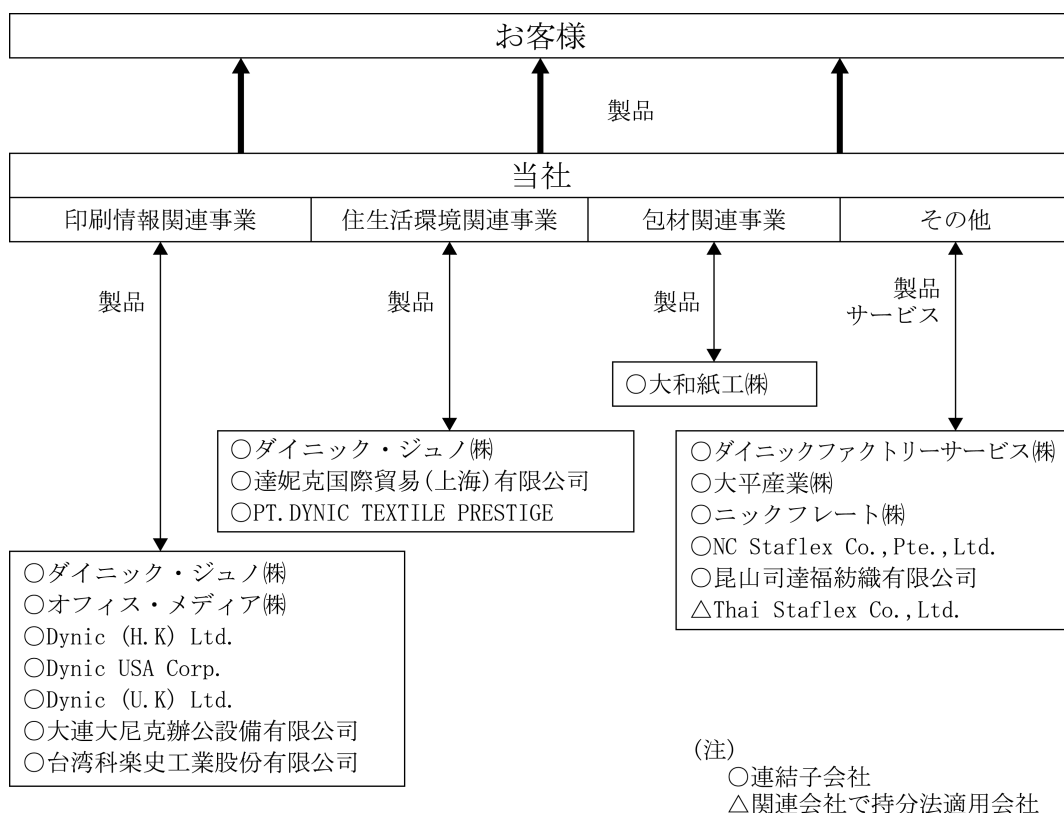 お客様
製品
当社
印刷情報関連事業
住生活環境関連事業
包材関連事業
その他
製品
製品
製品
製品
サービス
○大和紙工㈱
○ダイニック・ジュノ㈱
○達妮克国際貿易(上海)有限公司
○PT.DYNIC TEXTILE PRESTIGE
○ダイニックファクトリーサービス㈱
○大平産業㈱
○ニックフレート㈱
○NC Staflex Co.,Pte.,Ltd.
○昆山司達福紡織有限公司
△Thai Staflex Co.,Ltd.
○ダイニック・ジュノ㈱
○オフィス・メディア㈱
○Dynic (H.K) Ltd.
○Dynic USA Corp.
○Dynic (U.K) Ltd.
○大連大尼克辦公設備有限公司
○台湾科楽史工業股份有限公司
(注)
○連結子会社
△関連会社で持分法適用会社